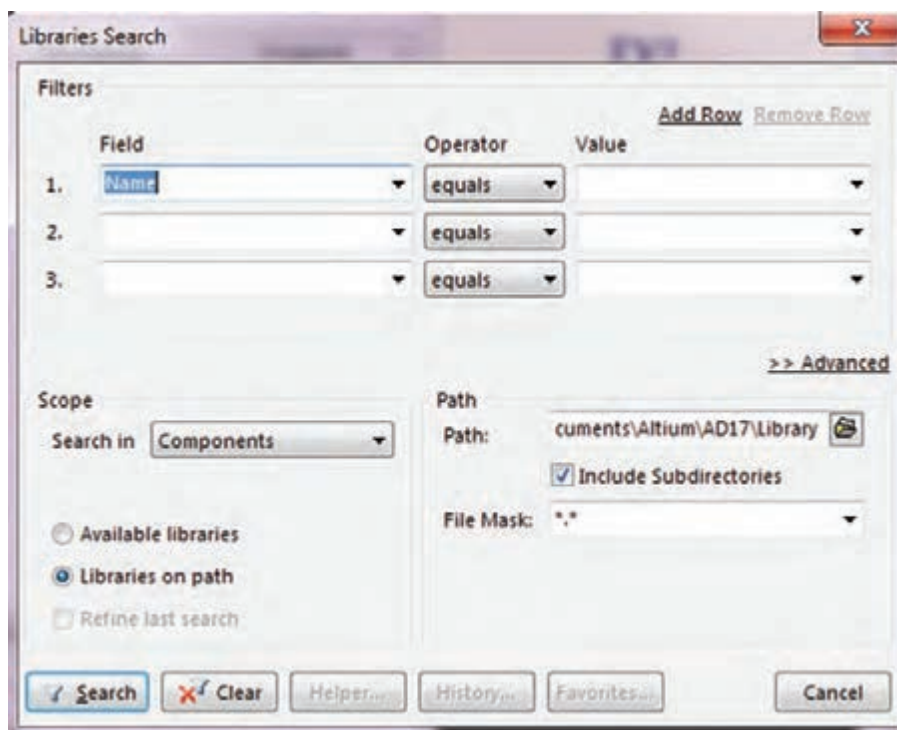 Libraries Search
Filters
Add Row Remove Row
Field Operator Value
1. Name equals
2. equals
3. equals
>> Advanced
Scope
Search in Components
Available libraries
Libraries on path
Refine last search
Path
Path: cuments\Altium\AD17\Library
Include Subdirectories
File Mask: *.*
Search Clear Helper... History... Favorites... Cancel